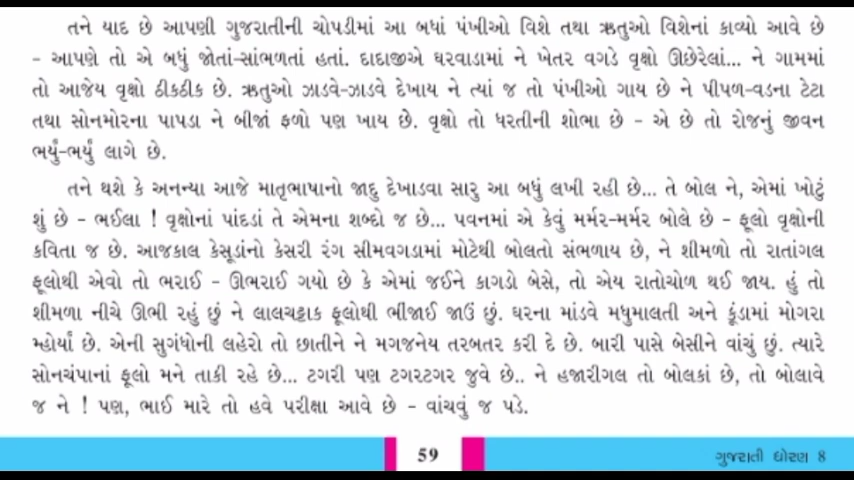 તને યાદ છે આપણી ગુજરાતીની ચોપડીમાં આ બધાં પંખીઓ વિશે તથા ઋતુઓ વિશેનાં કાવ્યો આવે છે
- આપણે તો એ બધું જોતાં-સાંભળતાં હતાં. દાદાજીએ ઘરવાડામાં ને ખેતર વગડે વૃક્ષો ઊછેરેલાં... ને ગામમાં
તો આજેય વૃક્ષો ઠીકઠીક છે. ઋતુઓ ઝાડવે-ઝાડવે દેખાય ને ત્યાં જ તો પંખીઓ ગાય છે ને પીપળ-વડના ટેટા
તથા સોનમોરના પાપડા ને બીજાં ફળો પણ ખાય છે. વૃક્ષો તો ધરતીની શોભા છે - એ છે તો રોજનું જીવન
ભર્યું-ભર્યું લાગે છે.
તને થશે કે અનન્યા આજે માતૃભાષાનો જાદુ દેખાડવા સારુ આ બધું લખી રહી છે... તે બોલ ને, એમાં ખોટું
શું છે - ભઈલા ! વૃક્ષોનાં પાંદડાં તે એમના શબ્દો જ છે... પવનમાં એ કેવું મર્મર-મર્મર બોલે છે - ફૂલો વૃક્ષોની
કવિતા જ છે. આજકાલ કેસૂડાંનો કેસરી રંગ સીમવગડામાં મોટેથી બોલતો સંભળાય છે, ને શીમળો તો રાતાંગલ
ફૂલોથી એવો તો ભરાઈ - ઊભરાઈ ગયો છે કે એમાં જઈને કાગડો બેસે, તો એય રાતોચોળ થઈ જાય. હું તો
શીમળા નીચે ઊભી રહું છું ને લાલચટ્ટાક ફૂલોથી ભીંજાઈ જાઉં છું. ઘરના માંડવે મધુમાલતી અને કૂંડામાં મોગરા
મ્હોર્યાં છે. એની સુગંધોની લહેરો તો છાતીને ને મગજનેય તરબતર કરી દે છે. બારી પાસે બેસીને વાંચું છું. ત્યારે
સોનચંપાનાં ફૂલો મને તાકી રહે છે... ટગરી પણ ટગરટગર જુવે છે.. ને હજારીગલ તો બોલકાં છે, તો બોલાવે
જ ને ! પણ, ભાઈ મારે તો હવે પરીક્ષા આવે છે - વાંચવું જ પડે.
59
ગુજરાતી ધોરણ 8